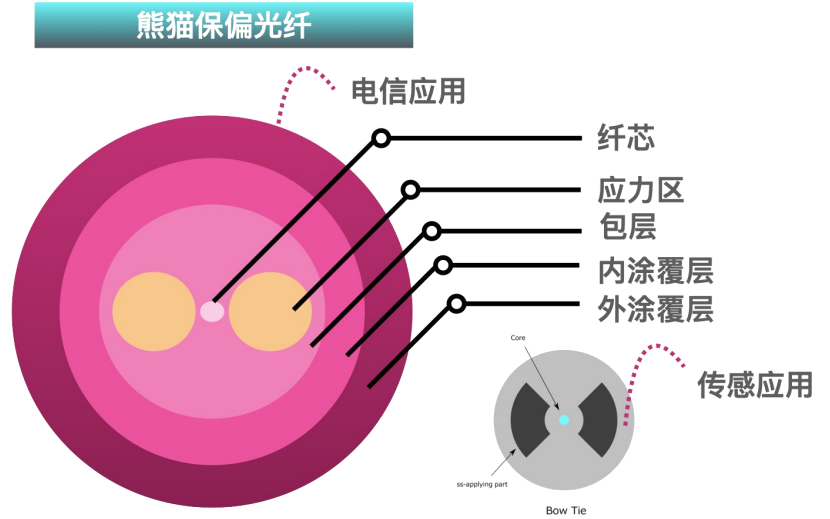 熊猫保偏光纤
电信应用
纤芯
应力区
包层
内涂覆层
外涂覆层
Core
传感应用
ss-applying part
Bow Tie